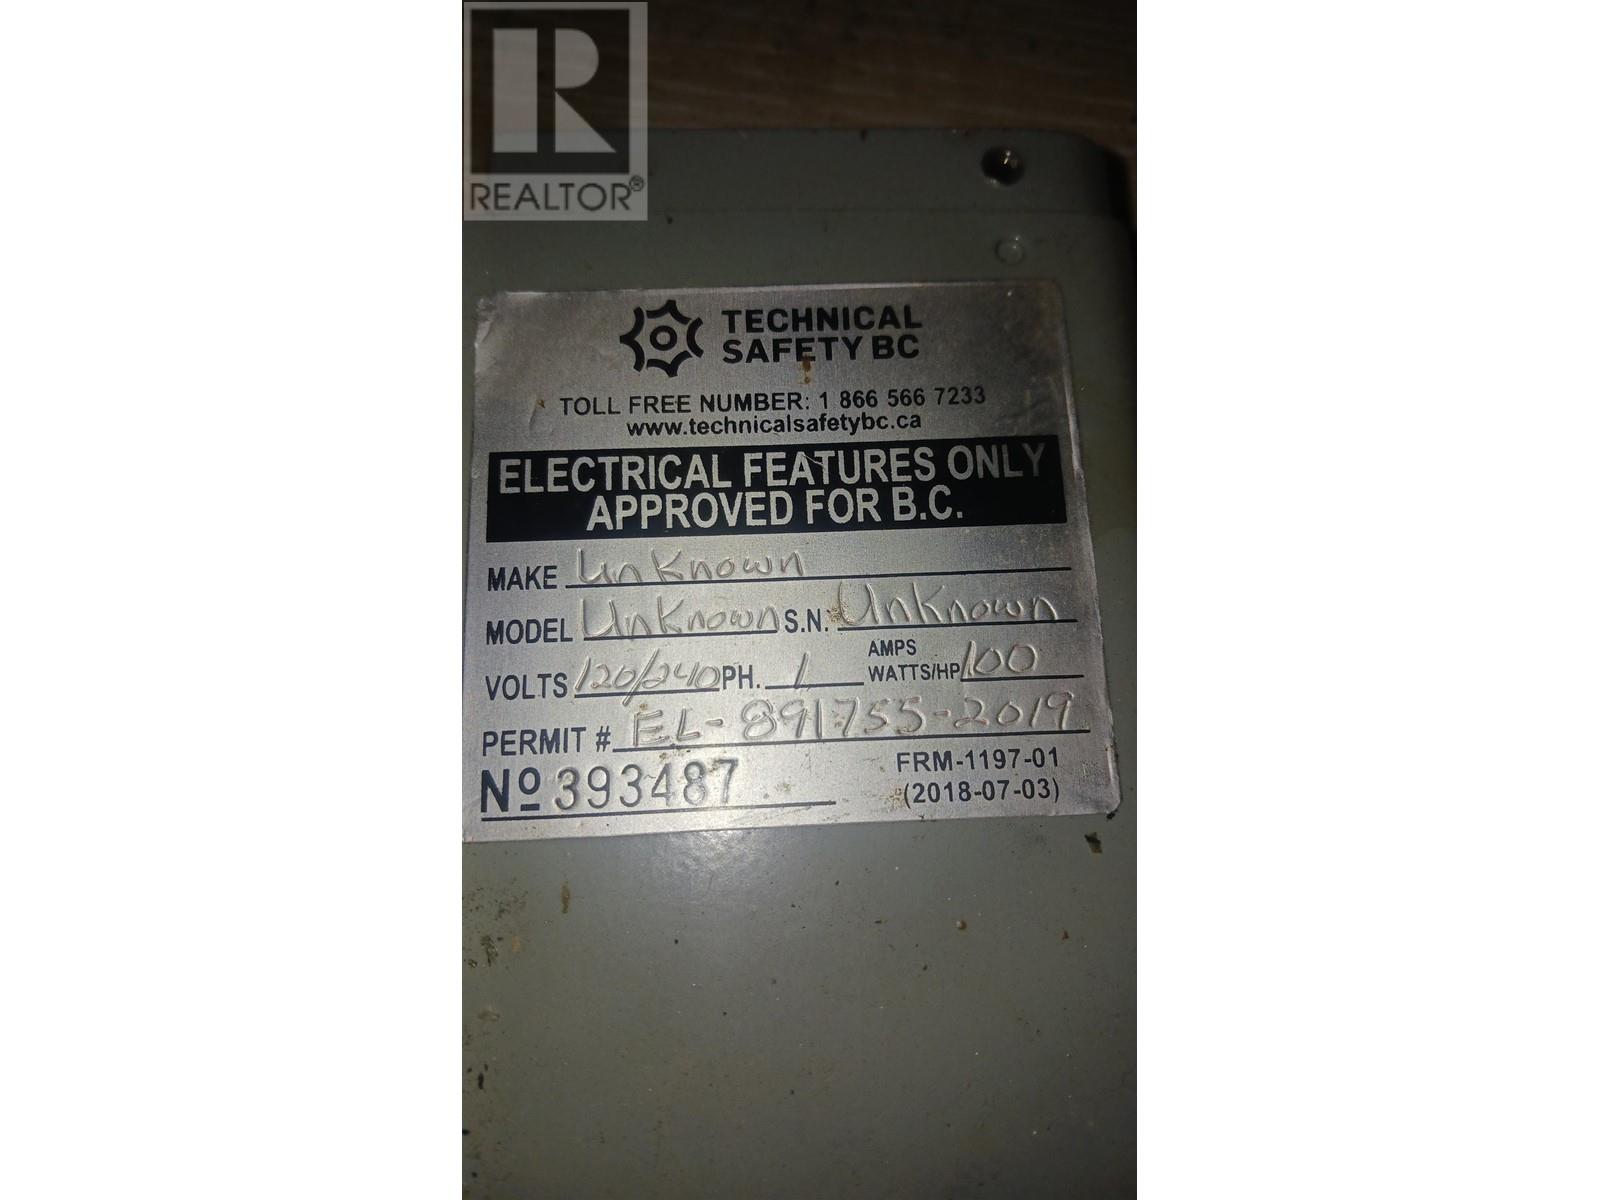 REALTOR®
TECHNICAL
SAFETY BC
TOLL FREE NUMBER: 1 866 566 7233
www.technicalsafetybc.ca
ELECTRICAL FEATURES ONLY
APPROVED FOR B.C.
MAKE Unknown
MODEL Unknown S.N. Unknown
VOLTS 120/240 PH. 1 AMPS
WATTS/HP 100
PERMIT # EL-891755-2019
Nº 393487 FRM-1197-01
(2018-07-03)